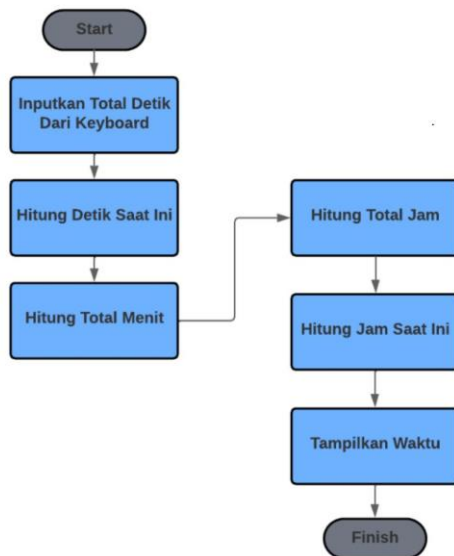 Start
Inputkan Total Detik
Dari Keyboard
Hitung Detik Saat Ini
Hitung Total Menit
Hitung Total Jam
Hitung Jam Saat Ini
Tampilkan Waktu
Finish